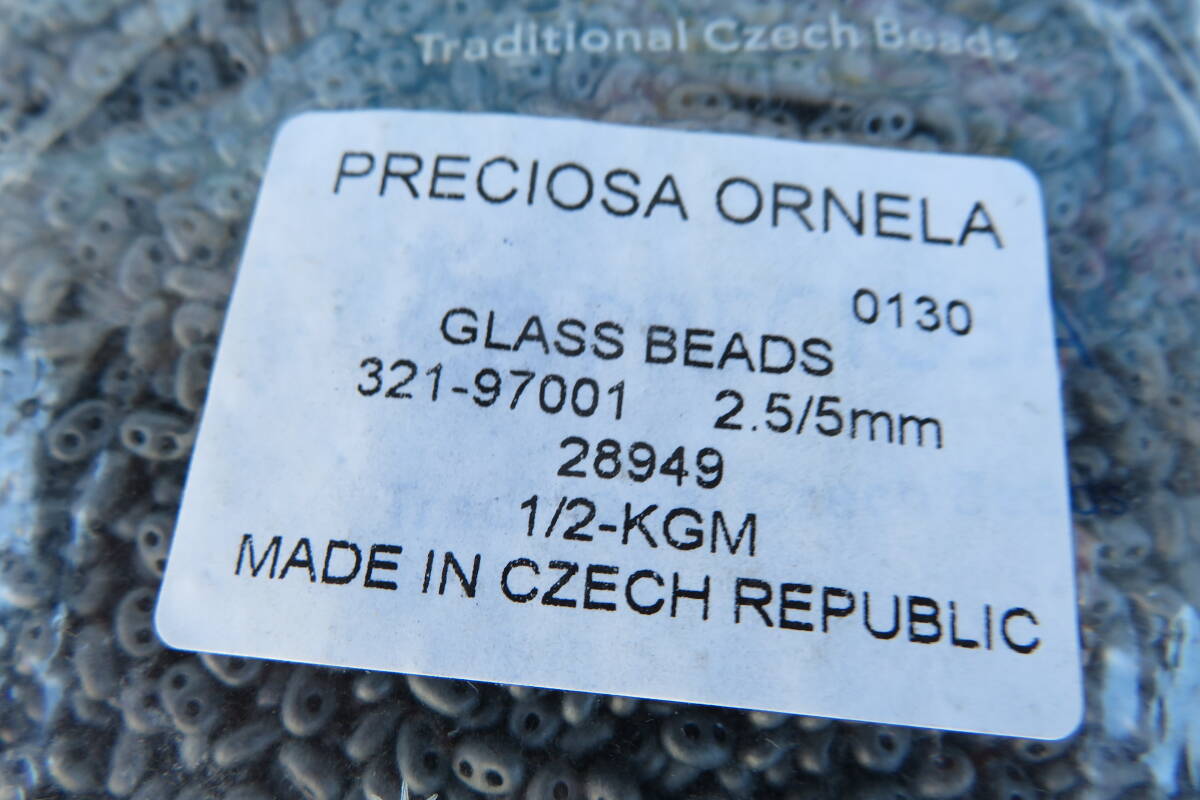 Traditional Czech Beads
PRECIOSA ORNELA
0130
GLASS BEADS
321-97001 2.5/5mm
28949
1/2-KGM
MADE IN CZECH REPUBLIC